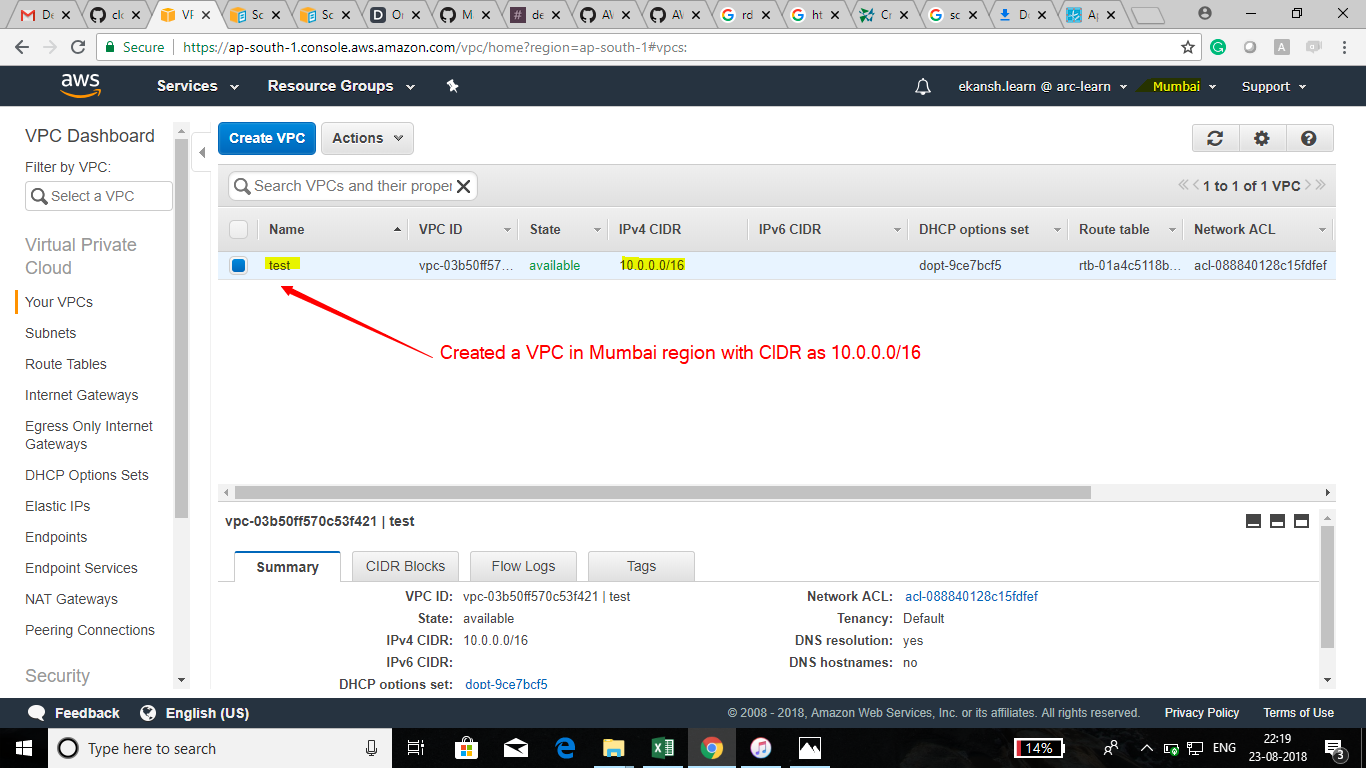 De
clo
VP
Sc
Sc
On
M
de
AW
AW
rd
ht
Cr
sc
Do
Ap
Secure
https://ap-south-1.console.aws.amazon.com/vpc/home?region=ap-south-1#vpcs:
aws
Services
Resource Groups
ekansh.learn @ arc-learn
Mumbai
Support
VPC Dashboard
Filter by VPC:
Select a VPC
Virtual Private
Cloud
Your VPCs
Subnets
Route Tables
Internet Gateways
Egress Only Internet
Gateways
DHCP Options Sets
Elastic IPs
Endpoints
Endpoint Services
NAT Gateways
Peering Connections
Security
Create VPC
Actions
Search VPCs and their proper
1 to 1 of 1 VPC
Name VPC ID State IPv4 CIDR IPv6 CIDR DHCP options set Route table Network ACL
test vpc-03b50ff57... available 10.0.0.0/16 dopt-9ce7bcf5 rtb-01a4c5118b... acl-088840128c15fdfef
Created a VPC in Mumbai region with CIDR as 10.0.0.0/16
vpc-03b50ff570c53f421 | test
Summary CIDR Blocks Flow Logs Tags
VPC ID: vpc-03b50ff570c53f421 | test
State: available
IPv4 CIDR: 10.0.0.0/16
IPv6 CIDR:
DHCP options set: dopt-9ce7bcf5
Network ACL: acl-088840128c15fdfef
Tenancy: Default
DNS resolution: yes
DNS hostnames: no
Feedback
English (US)
© 2008 - 2018, Amazon Web Services, Inc. or its affiliates. All rights reserved.
Privacy Policy
Terms of Use
Type here to search
14%
ENG
22:19
23-08-2018
3